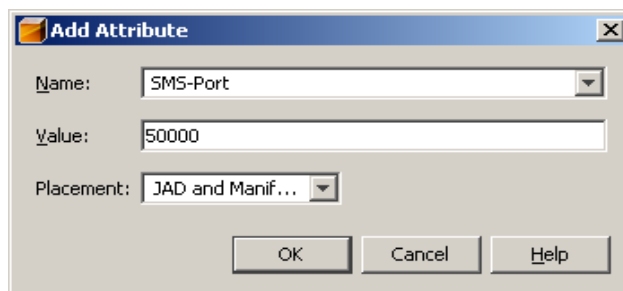 Add Attribute
Name: SMS-Port
Value: 50000
Placement: JAD and Manif...
OK Cancel Help